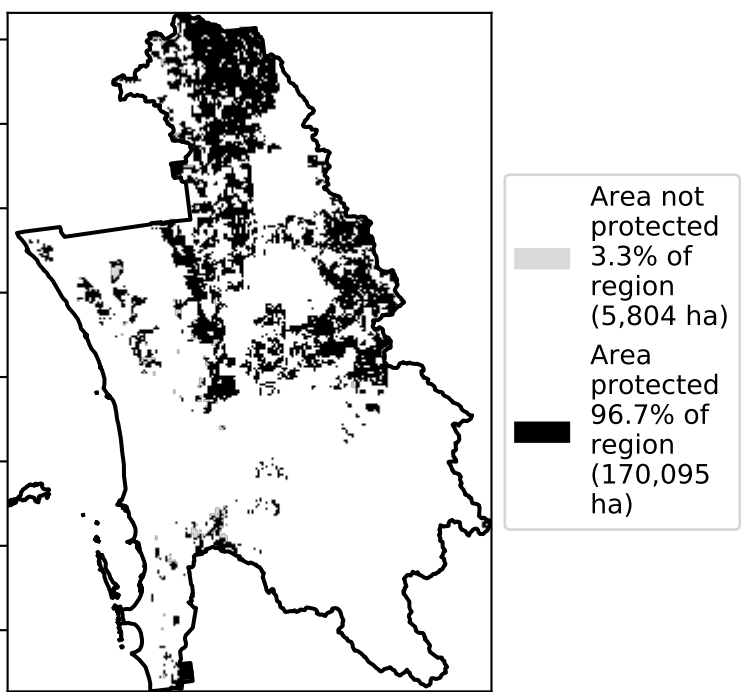 Area not
protected
3.3% of
region
(5,804 ha)
Area
protected
96.7% of
region
(170,095
ha)